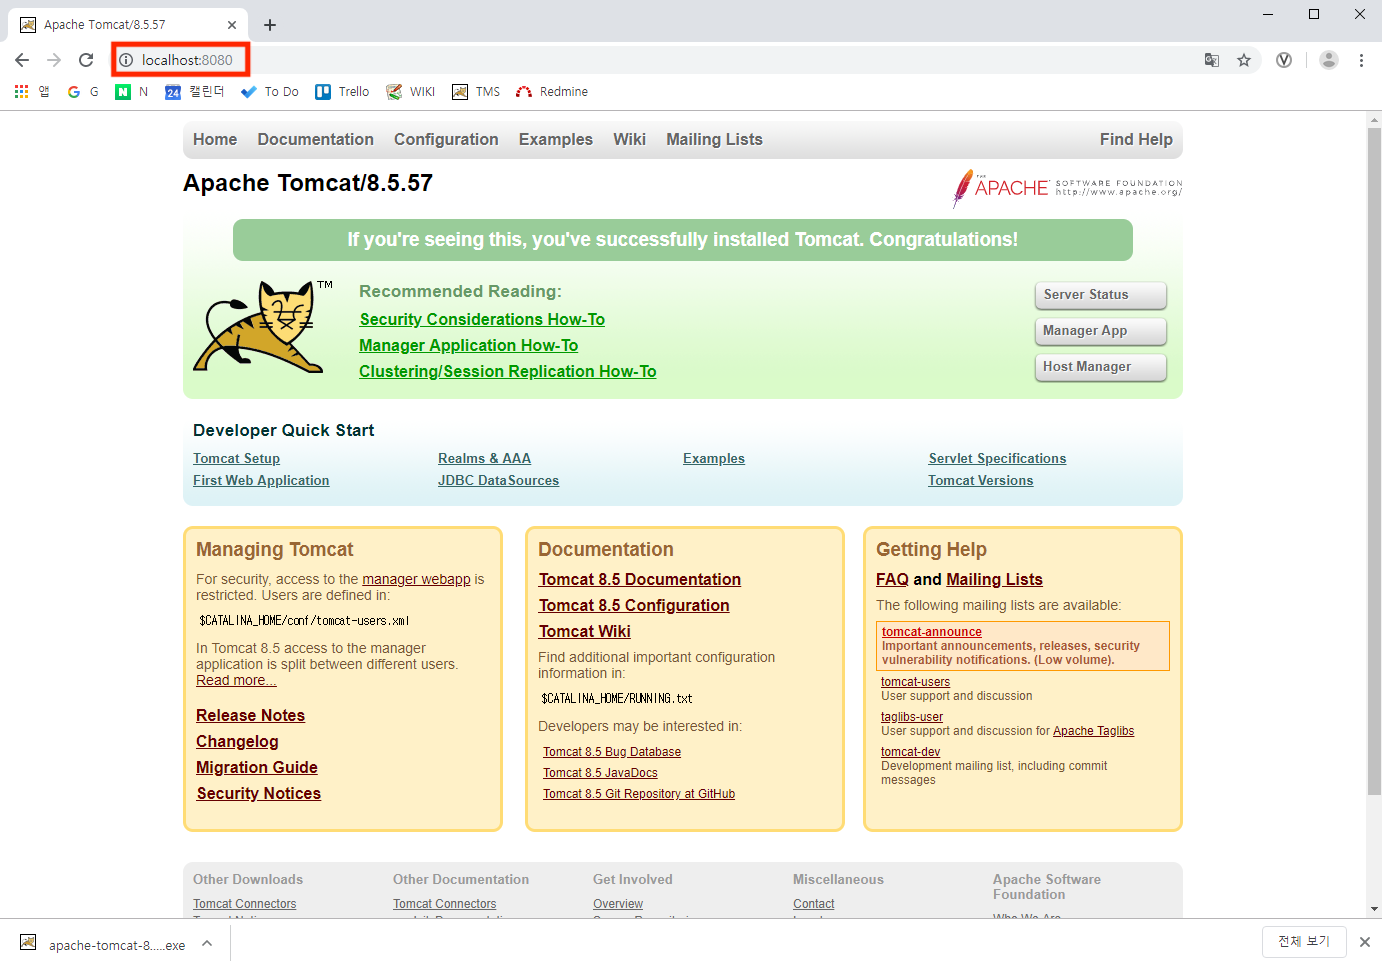 Apache Tomcat/8.5.57
localhost:8080
앱 G N 캘린더 To Do Trello WIKI TMS Redmine
Home Documentation Configuration Examples Wiki Mailing Lists Find Help
Apache Tomcat/8.5.57
THE APACHE SOFTWARE FOUNDATION
http://www.apache.org/
If you're seeing this, you've successfully installed Tomcat. Congratulations!
TM
Recommended Reading:
Security Considerations How-To
Manager Application How-To
Clustering/Session Replication How-To
Server Status
Manager App
Host Manager
Developer Quick Start
Tomcat Setup
First Web Application
Realms & AAA
JDBC DataSources
Examples
Servlet Specifications
Tomcat Versions
Managing Tomcat
For security, access to the manager webapp is
restricted. Users are defined in:
$CATALINA_HOME/conf/tomcat-users.xml
In Tomcat 8.5 access to the manager
application is split between different users.
Read more...
Release Notes
Changelog
Migration Guide
Security Notices
Documentation
Tomcat 8.5 Documentation
Tomcat 8.5 Configuration
Tomcat Wiki
Find additional important configuration
information in:
$CATALINA_HOME/RUNNING.txt
Developers may be interested in:
Tomcat 8.5 Bug Database
Tomcat 8.5 JavaDocs
Tomcat 8.5 Git Repository at GitHub
Getting Help
FAQ and Mailing Lists
The following mailing lists are available:
tomcat-announce
Important announcements, releases, security
vulnerability notifications. (Low volume).
tomcat-users
User support and discussion
taglibs-user
User support and discussion for Apache Taglibs
tomcat-dev
Development mailing list, including commit
messages
Other Downloads
Tomcat Connectors
Other Documentation
Tomcat Connectors
Get Involved
Overview
Miscellaneous
Contact
Apache Software
Foundation
Who We Are
apache-tomcat-8.....exe
전체 보기